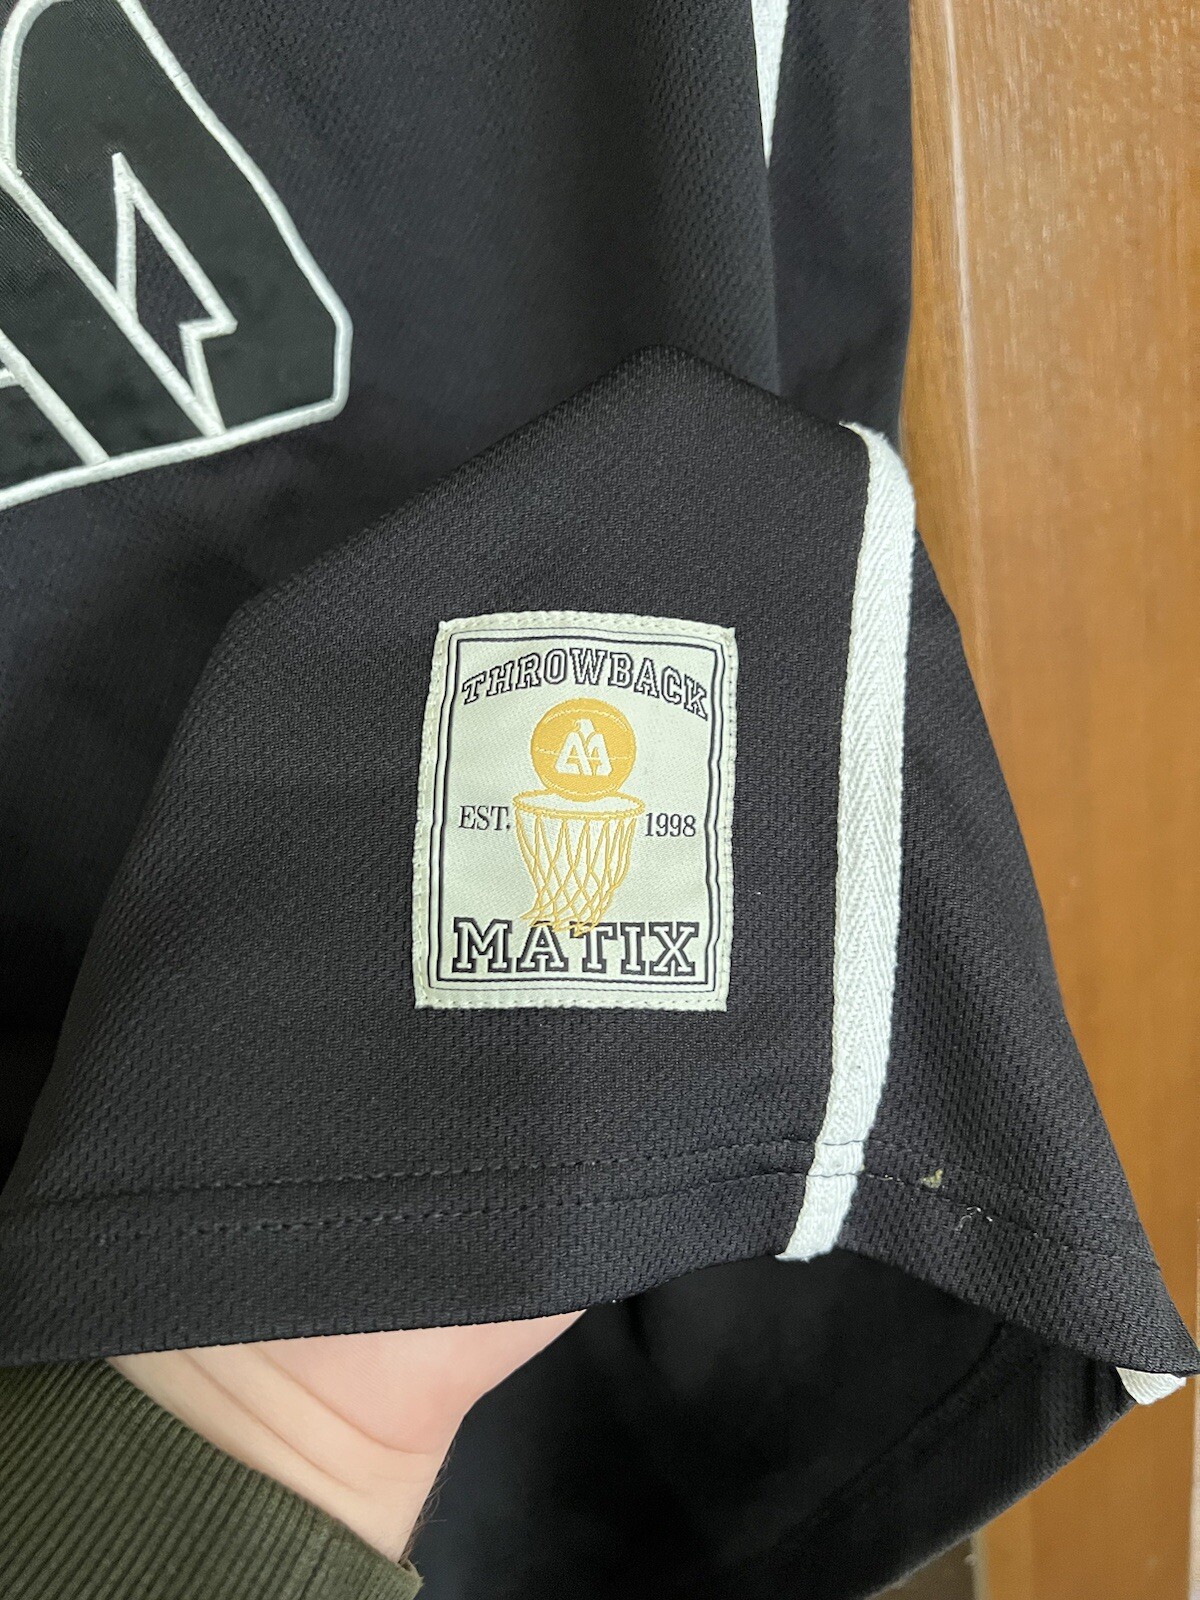 THROWBACK
EST. 1998
MATIX